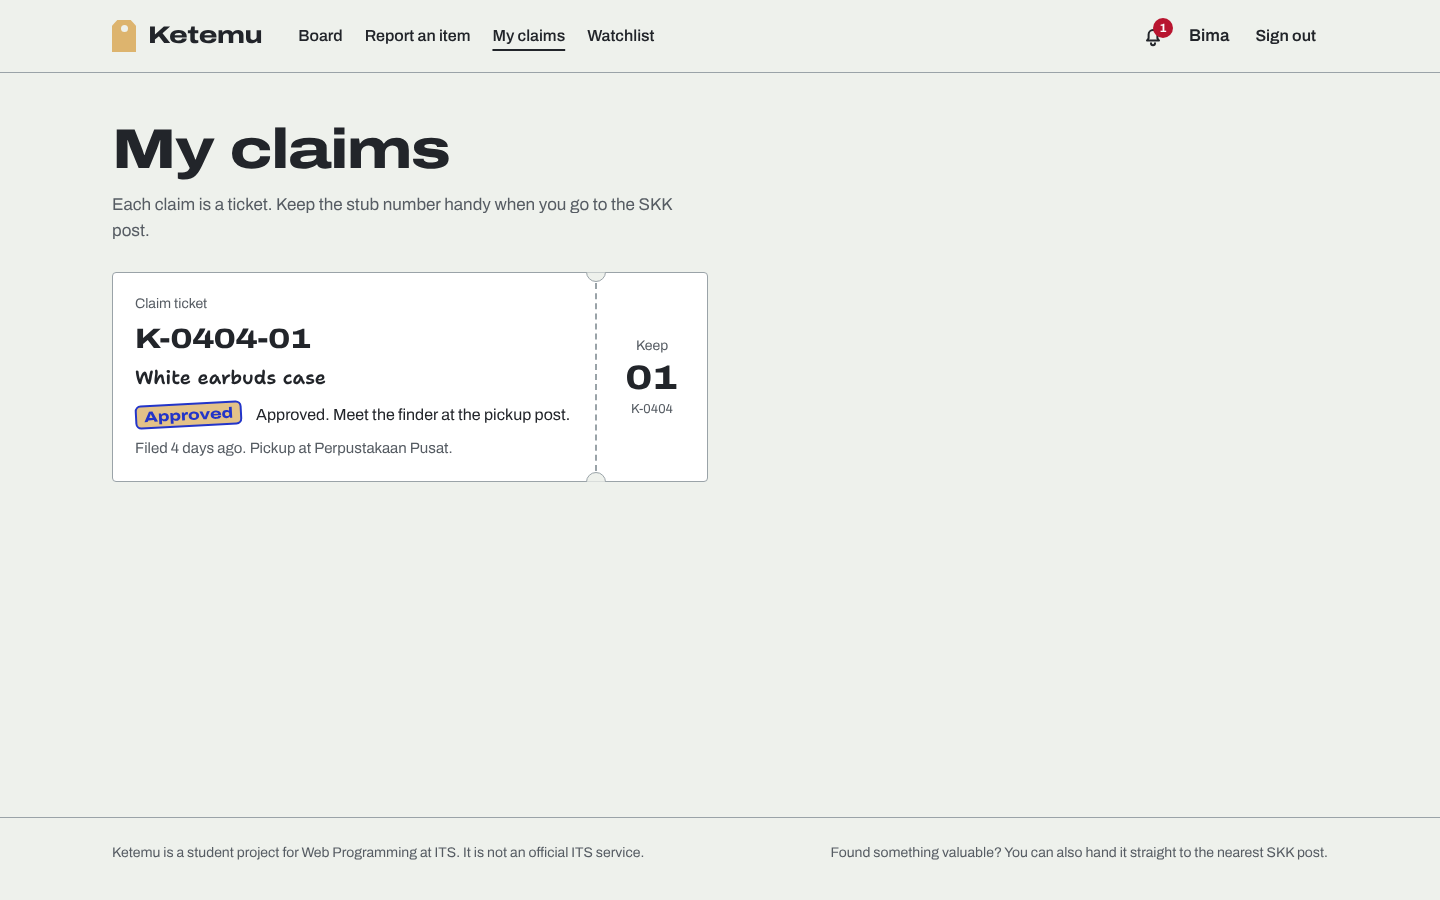 Ketemu
Board
Report an item
My claims
Watchlist
1
Bima
Sign out
My claims
Each claim is a ticket. Keep the stub number handy when you go to the SKK
post.
Claim ticket
K-0404-01
White earbuds case
Approved
Approved. Meet the finder at the pickup post.
Filed 4 days ago. Pickup at Perpustakaan Pusat.
Keep
01
K-0404
Ketemu is a student project for Web Programming at ITS. It is not an official ITS service.
Found something valuable? You can also hand it straight to the nearest SKK post.